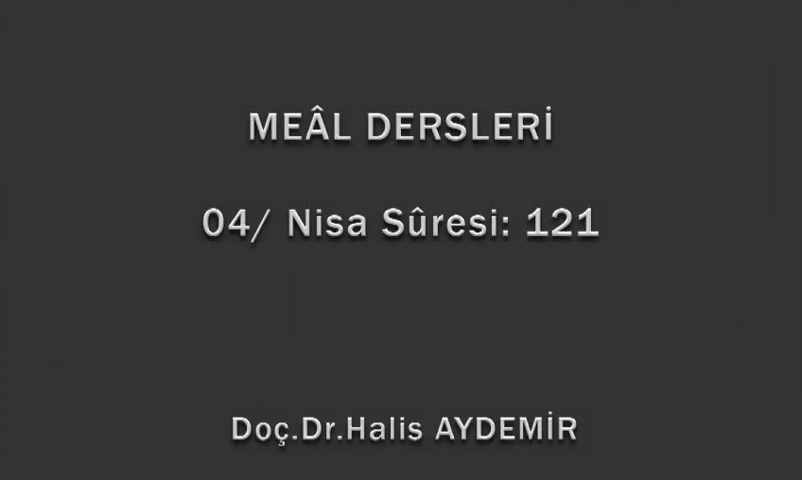 MEÂL DERSLERİ
04/ Nisa Sûresi: 121
Doç.Dr.Halis AYDEMİR